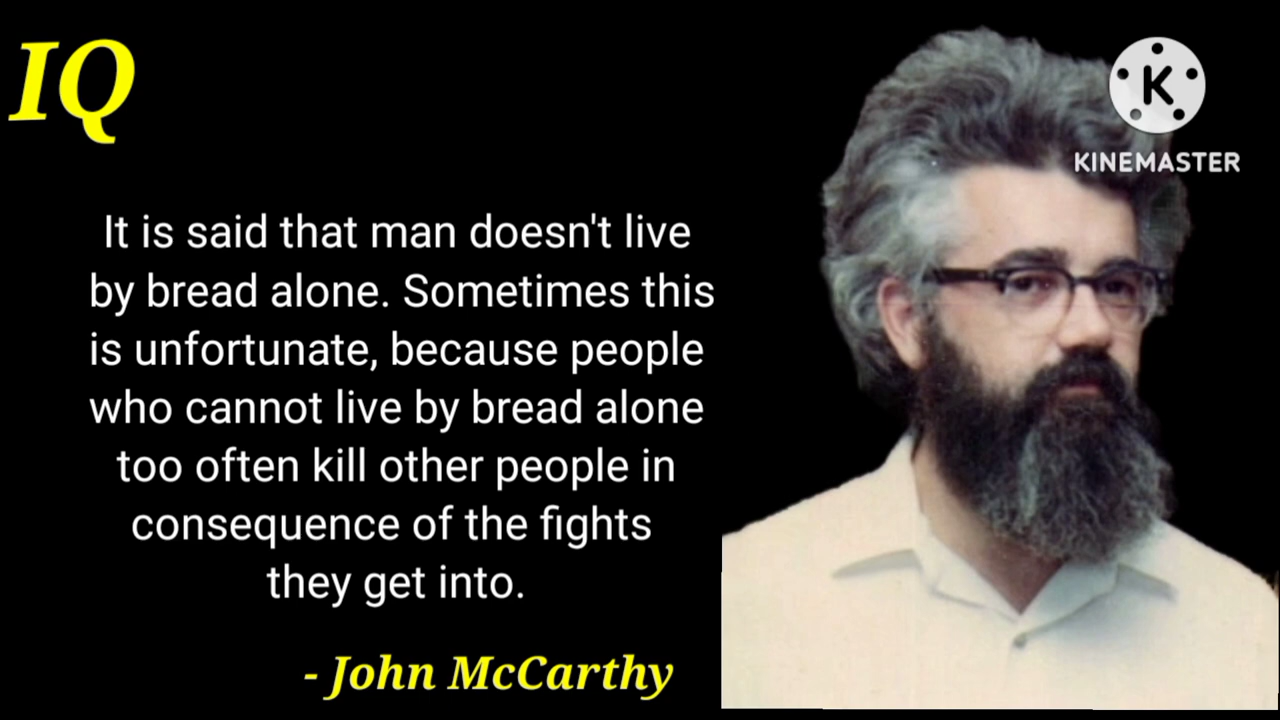 IQ
K
KINEMASTER
It is said that man doesn't live
by bread alone. Sometimes this
is unfortunate, because people
who cannot live by bread alone
too often kill other people in
consequence of the fights
they get into.
- John McCarthy